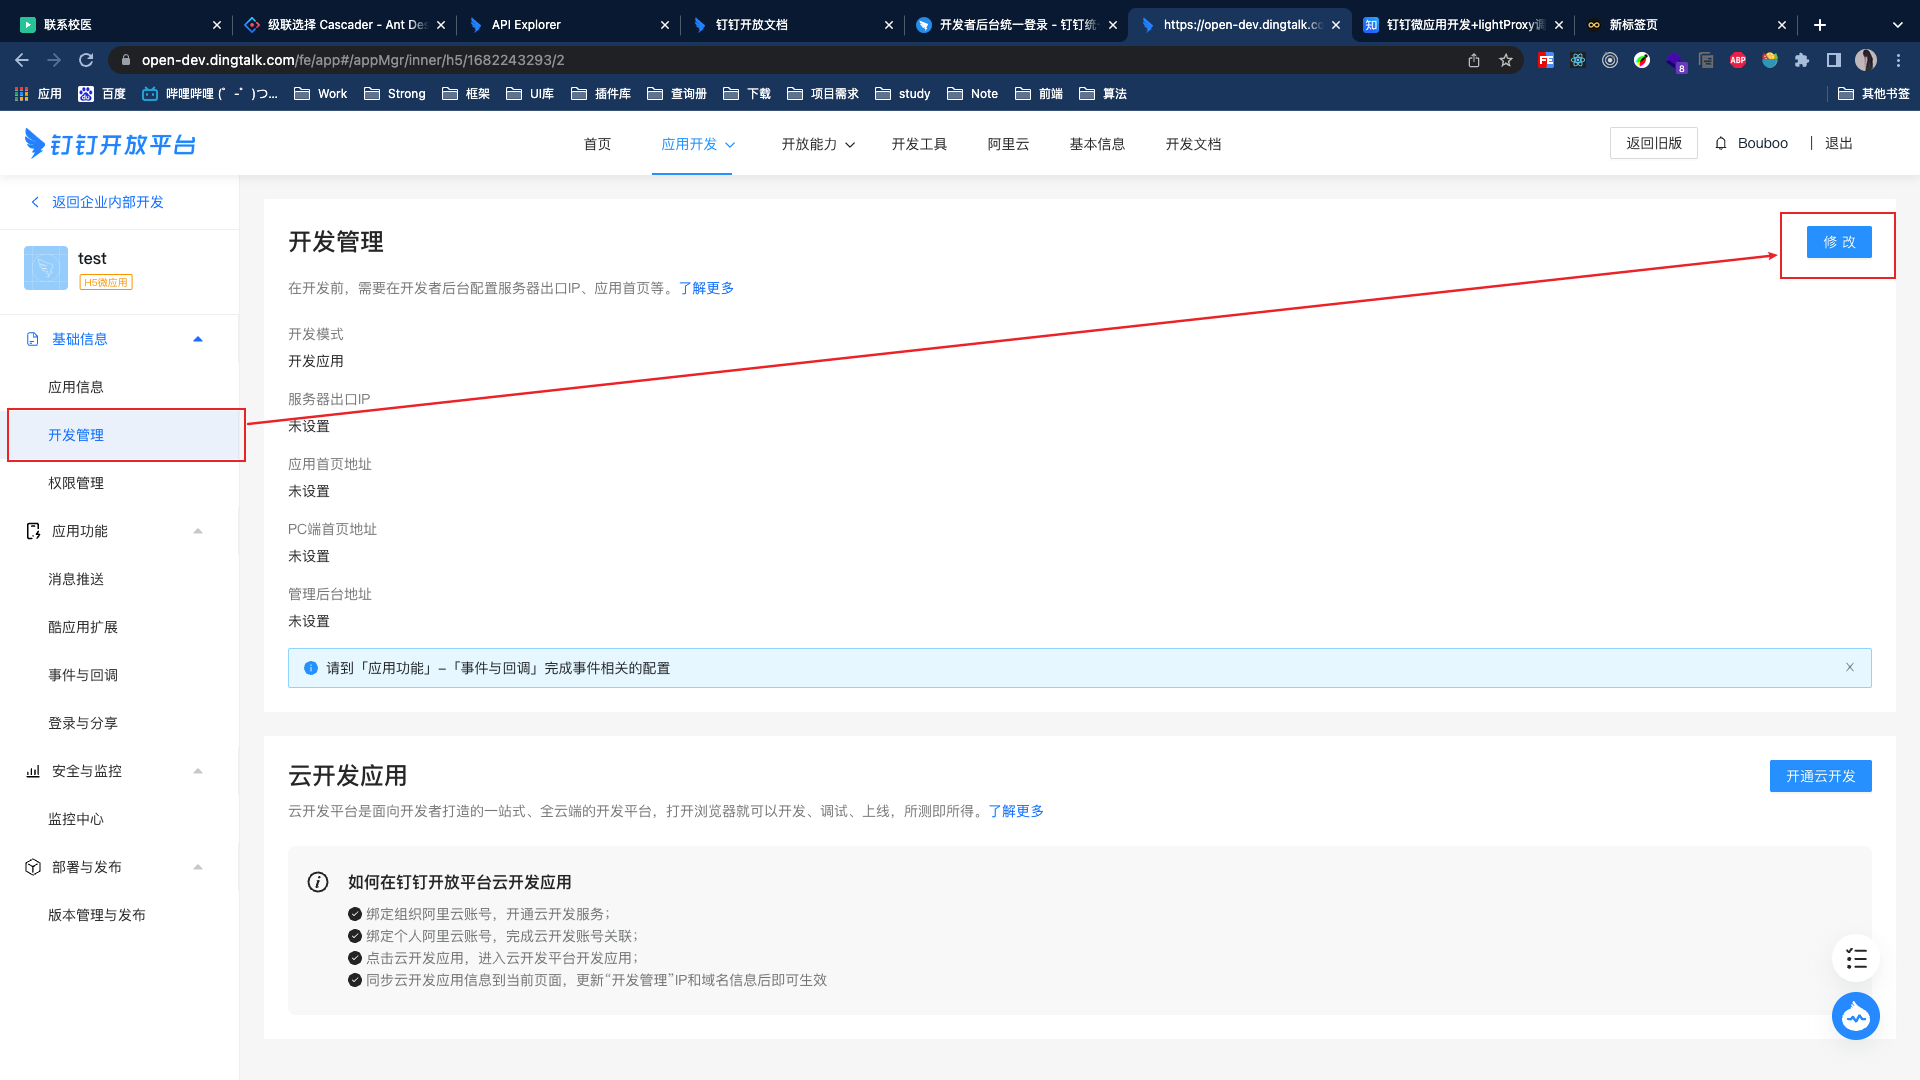 联系校医
级联选择 Cascader - Ant Des
API Explorer
钉钉开放文档
开发者后台统一登录 - 钉钉统一
https://open-dev.dingtalk.co
钉钉微应用开发+lightProxy调
新标签页
open-dev.dingtalk.com/fe/app#/appMgr/inner/h5/1682243293/2
8
ABP
应用
百度
哔哩哔哩 (゜-゜)つ...
Work
Strong
框架
UI库
插件库
查询册
下载
项目需求
study
Note
前端
算法
其他书签
钉钉开放平台
首页
应用开发
开放能力
开发工具
阿里云
基本信息
开发文档
返回旧版
Bouboo
退出
返回企业内部开发
test
H5微应用
基础信息
应用信息
开发管理
权限管理
应用功能
消息推送
酷应用扩展
事件与回调
登录与分享
安全与监控
监控中心
部署与发布
版本管理与发布
开发管理
修 改
在开发前，需要在开发者后台配置服务器出口IP、应用首页等。了解更多
开发模式
开发应用
服务器出口IP
未设置
应用首页地址
未设置
PC端首页地址
未设置
管理后台地址
未设置
请到「应用功能」–「事件与回调」完成事件相关的配置
云开发应用
开通云开发
云开发平台是面向开发者打造的一站式、全云端的开发平台，打开浏览器就可以开发、调试、上线，所测即所得。了解更多
如何在钉钉开放平台云开发应用
绑定组织阿里云账号，开通云开发服务；
绑定个人阿里云账号，完成云开发账号关联；
点击云开发应用，进入云开发平台开发应用；
同步云开发应用信息到当前页面，更新“开发管理”IP和域名信息后即可生效